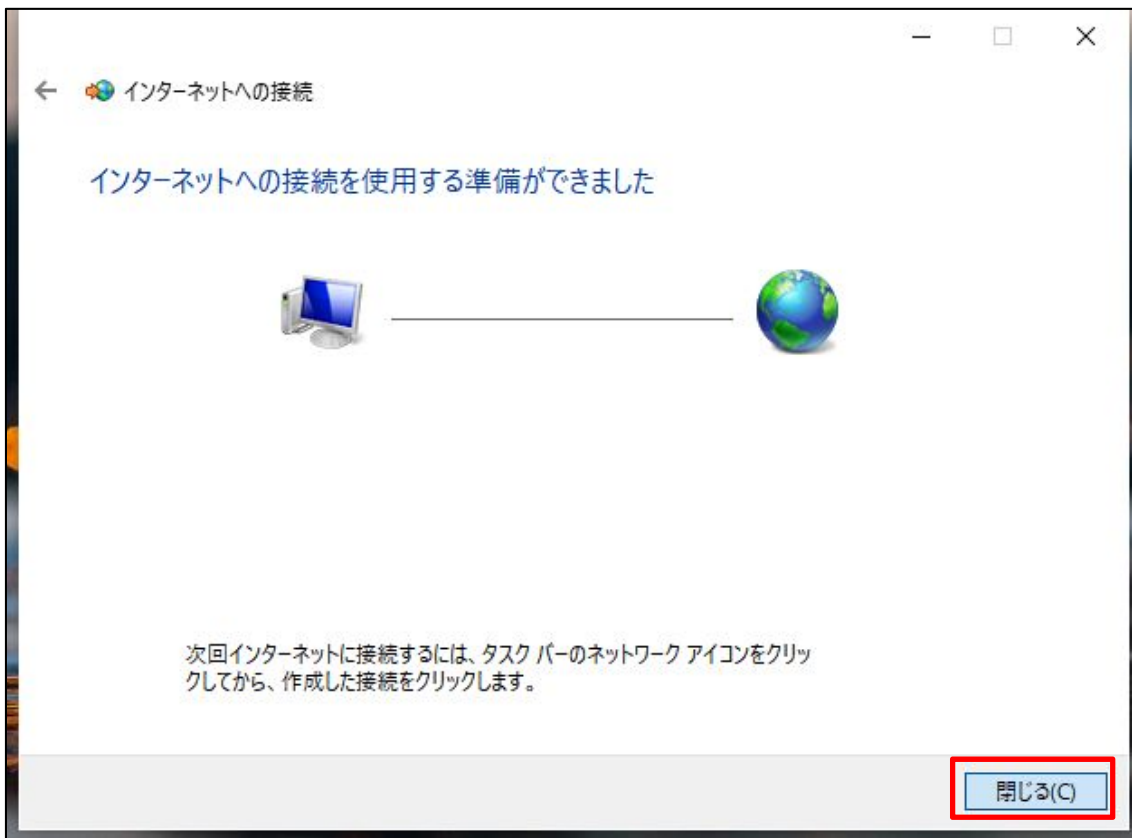 インターネットへの接続
インターネットへの接続を使用する準備ができました
次回インターネットに接続するには、タスク バーのネットワーク アイコンをクリッ
クしてから、作成した接続をクリックします。
閉じる(C)